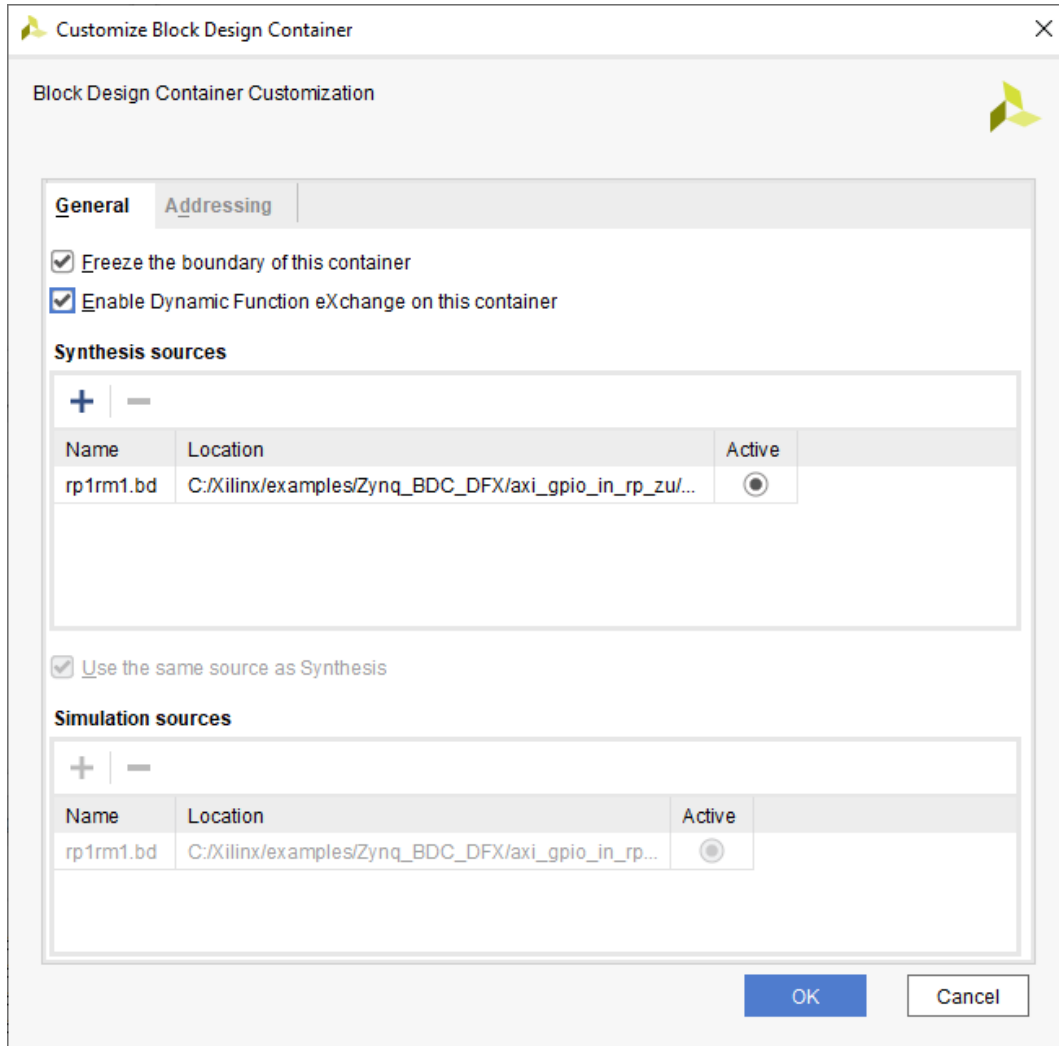 Customize Block Design Container
Block Design Container Customization
General Addressing
Freeze the boundary of this container
Enable Dynamic Function eXchange on this container
Synthesis sources
Name Location Active
rp1rm1.bd C:/Xilinx/examples/Zynq_BDC_DFX/axi_gpio_in_rp_zu/...
Use the same source as Synthesis
Simulation sources
Name Location Active
rp1rm1.bd C:/Xilinx/examples/Zynq_BDC_DFX/axi_gpio_in_rp...
OK Cancel